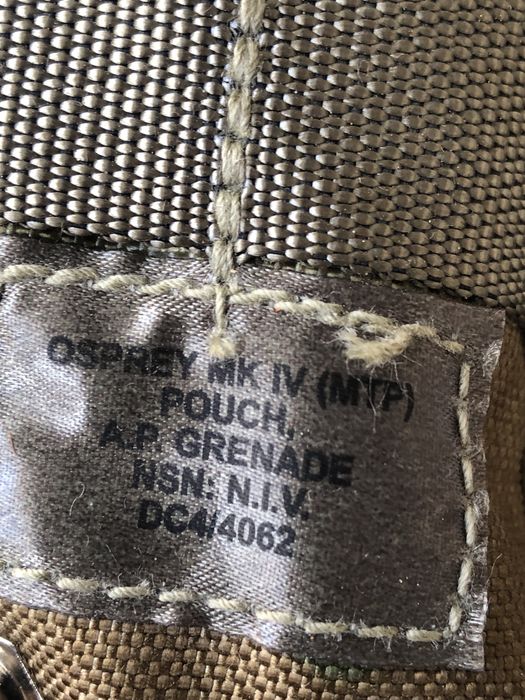 OSPREY MK IV (MTP)
POUCH,
A.P. GRENADE
NSN: N.I.V.
DC4/4062